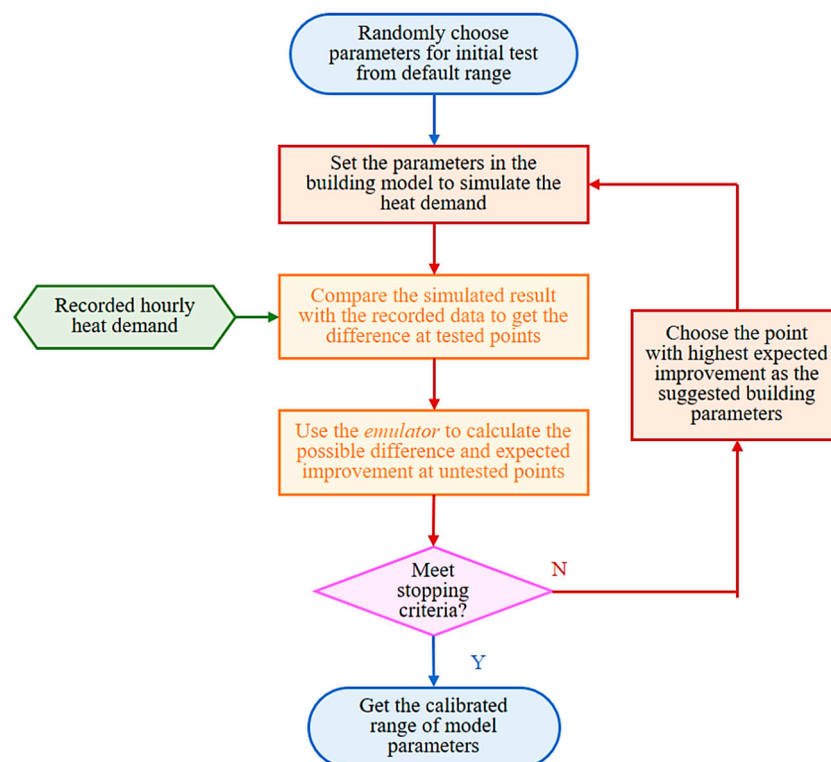 Randomly choose
parameters for initial test
from default range
Set the parameters in the
building model to simulate the
heat demand
Recorded hourly
heat demand
Compare the simulated result
with the recorded data to get the
difference at tested points
Choose the point
with highest expected
improvement as the
suggested building
parameters
Use the emulator to calculate the
possible difference and expected
improvement at untested points
Meet
stopping
criteria?
N
Y
Get the calibrated
range of model
parameters